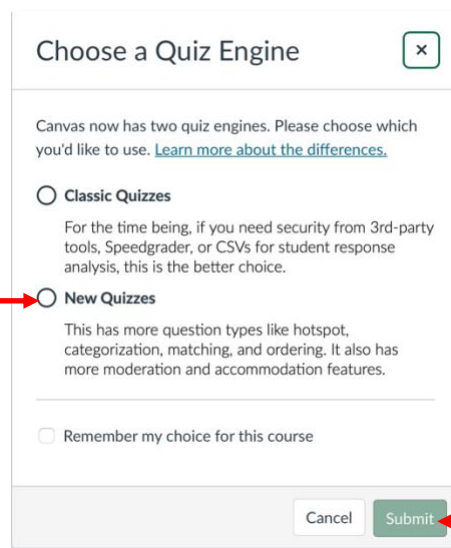 Choose a Quiz Engine
Canvas now has two quiz engines. Please choose which
you'd like to use. Learn more about the differences.
Classic Quizzes
For the time being, if you need security from 3rd-party
tools, Speedgrader, or CSVs for student response
analysis, this is the better choice.
New Quizzes
This has more question types like hotspot,
categorization, matching, and ordering. It also has
more moderation and accommodation features.
Remember my choice for this course
Cancel Submit